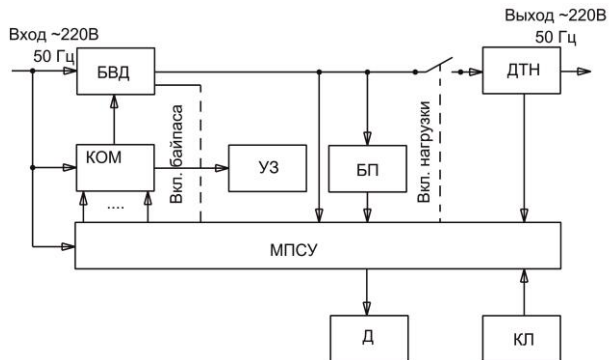 Вход ~220В
50 Гц
Выход ~220В
50 Гц
БВД
ДТН
КОМ
Вкл. байпаса
УЗ
БП
Вкл. нагрузки
....
МПСУ
Д
КЛ